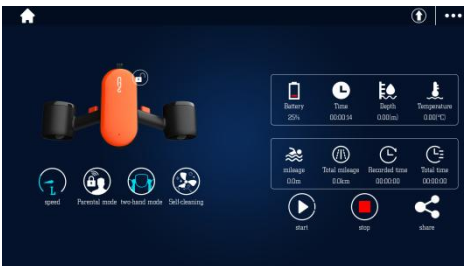 Battery Time Depth Temperature
25% 00:00:14 0.00(m) 0.00(°C)
mileage Total mileage Recorded time Total time
0.0m 0.0km 00:00:00 00:00:00
speed Parental mode two-hand mode Self-cleaning
start stop share